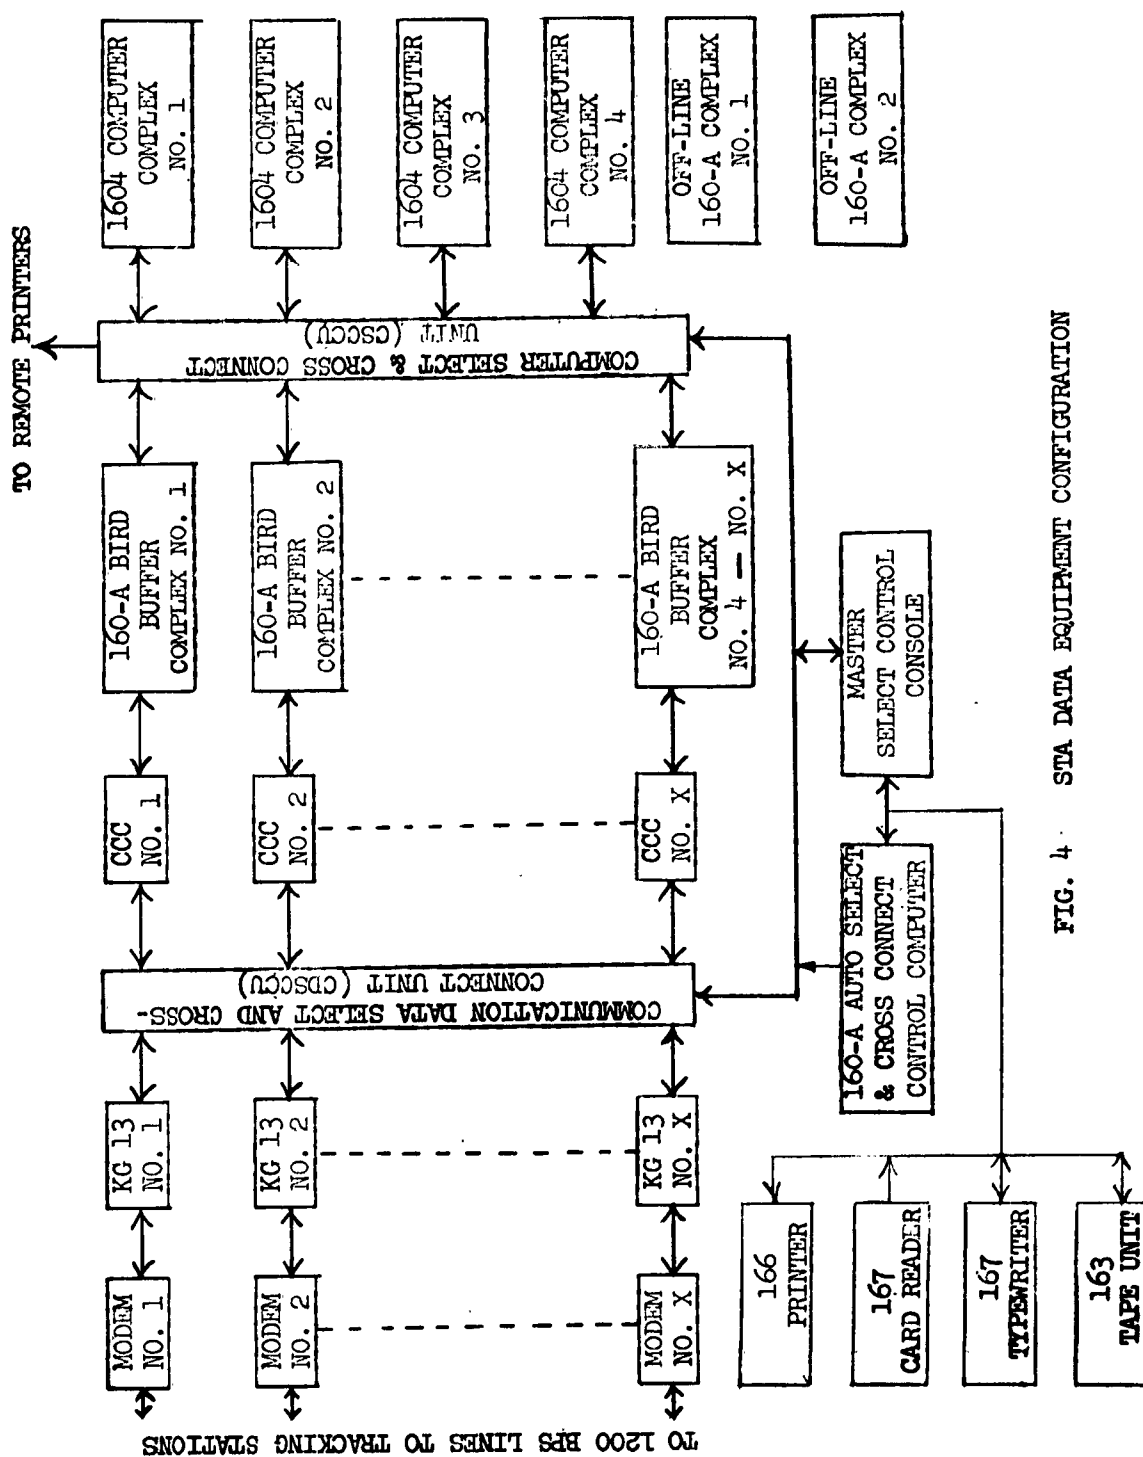 TO REMOTE PRINTERS
TO 1200 BPS LINES TO TRACKING STATIONS
MODEM
NO. 1
KG 13
NO. 1
COMMUNICATION DATA SELECT AND CROSS-
CONNECT UNIT (CDSCCU)
CCC
NO. 1
160-A BIRD
BUFFER
COMPLEX NO. 1
COMPUTER SELECT & CROSS CONNECT
UNIT (CSCCU)
1604 COMPUTER
COMPLEX
NO. 1
MODEM
NO. 2
KG 13
NO. 2
CCC
NO. 2
160-A BIRD
BUFFER
COMPLEX NO. 2
1604 COMPUTER
COMPLEX
NO. 2
1604 COMPUTER
COMPLEX
NO. 3
1604 COMPUTER
COMPLEX
NO. 4
MODEM
NO. X
KG 13
NO. X
CCC
NO. X
160-A BIRD
BUFFER
COMPLEX
NO. 4 -- NO. X
OFF-LINE
160-A COMPLEX
NO. 1
OFF-LINE
160-A COMPLEX
NO. 2
166
PRINTER
167
CARD READER
167
TYPEWRITER
163
TAPE UNIT
160-A AUTO SELECT
& CROSS CONNECT
CONTROL COMPUTER
MASTER
SELECT CONTROL
CONSOLE
FIG. 4 STA DATA EQUIPMENT CONFIGURATION